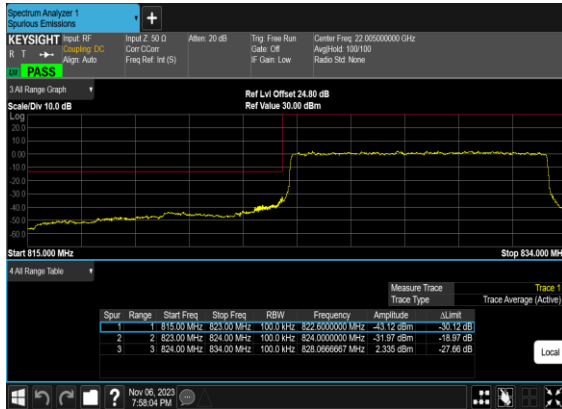 Spectrum Analyzer 1
Spurious Emissions
KEYSIGHT Input: RF Input Z: 50 Ω Atten: 20 dB Trig: Free Run Center Freq: 22.005000000 GHz
R T Coupling: DC Corr CCorr Gate: Off Avg|Hold: 100/100
Align: Auto Freq Ref: Int (S) IF Gain: Low Radio Std: None
LU PASS
3 All Range Graph
Ref Lvl Offset 24.80 dB
Scale/Div 10.0 dB Ref Value 30.00 dBm
Log
20.0
10.0
0.00
-10.0
-20.0
-30.0
-40.0
-50.0
-60.0
Start 815.000 MHz Stop 834.000 MH
4 All Range Table
Measure Trace Trace 1
Trace Type Trace Average (Active)
Spur Range Start Freq Stop Freq RBW Frequency Amplitude ΔLimit
1 1 815.00 MHz 823.00 MHz 100.0 kHz 822.6000000 MHz -43.12 dBm -30.12 dB
2 2 823.00 MHz 824.00 MHz 100.0 kHz 824.0000000 MHz -31.97 dBm -18.97 dB
3 3 824.00 MHz 834.00 MHz 100.0 kHz 828.0666667 MHz 2.335 dBm -27.66 dB
Local
Nov 06, 2023
7:58:04 PM